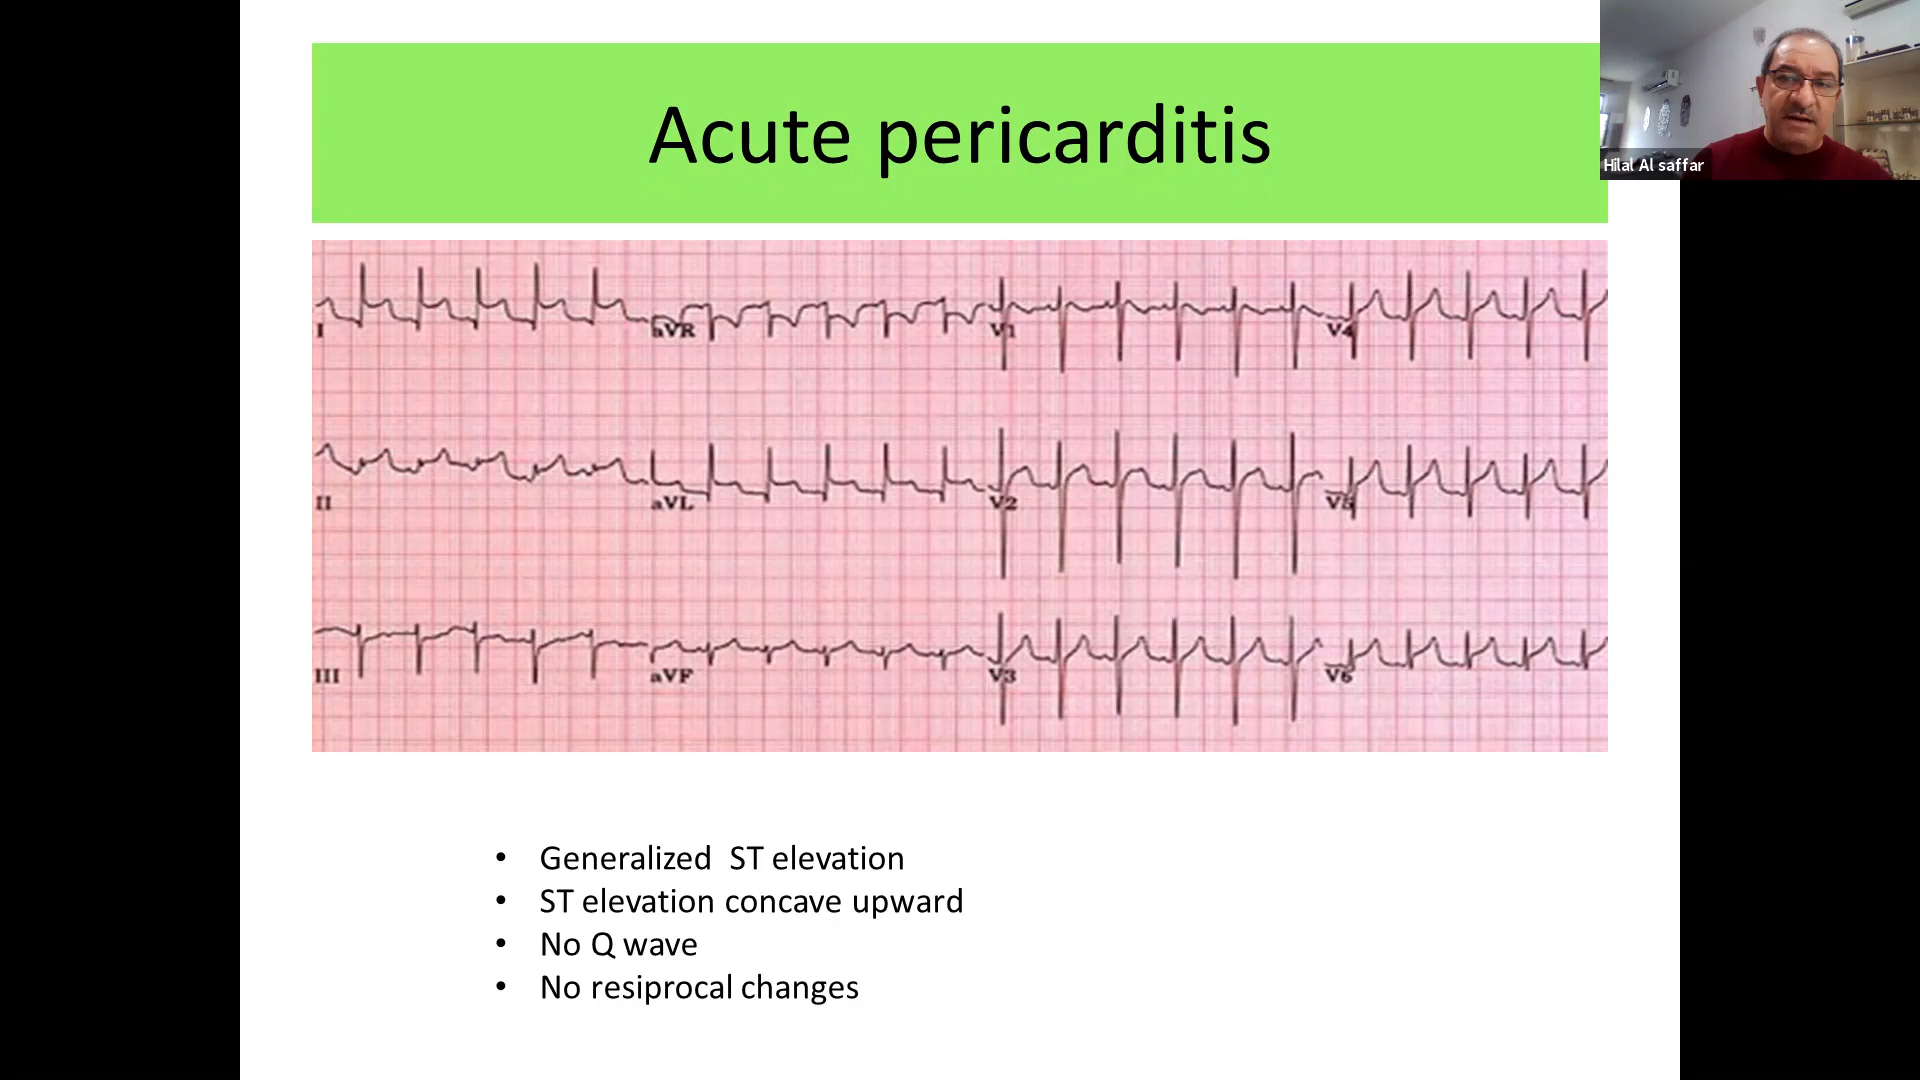 Acute pericarditis
Hilal Al saffar
I
aVR
V1
V4
II
aVL
V2
V5
III
aVF
V3
V6
• Generalized ST elevation
• ST elevation concave upward
• No Q wave
• No resiprocal changes